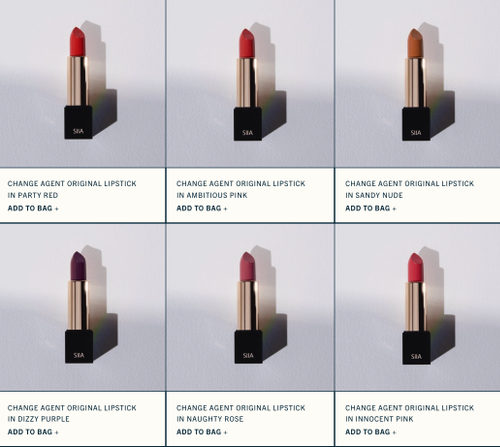 SIIA
SIIA
SIIA
CHANGE AGENT ORIGINAL LIPSTICK
IN PARTY RED
ADD TO BAG +
CHANGE AGENT ORIGINAL LIPSTICK
IN AMBITIOUS PINK
ADD TO BAG +
CHANGE AGENT ORIGINAL LIPSTICK
IN SANDY NUDE
ADD TO BAG +
SIIA
SIIA
SIIA
CHANGE AGENT ORIGINAL LIPSTICK
IN DIZZY PURPLE
ADD TO BAG +
CHANGE AGENT ORIGINAL LIPSTICK
IN NAUGHTY ROSE
ADD TO BAG +
CHANGE AGENT ORIGINAL LIPSTICK
IN INNOCENT PINK
ADD TO BAG +